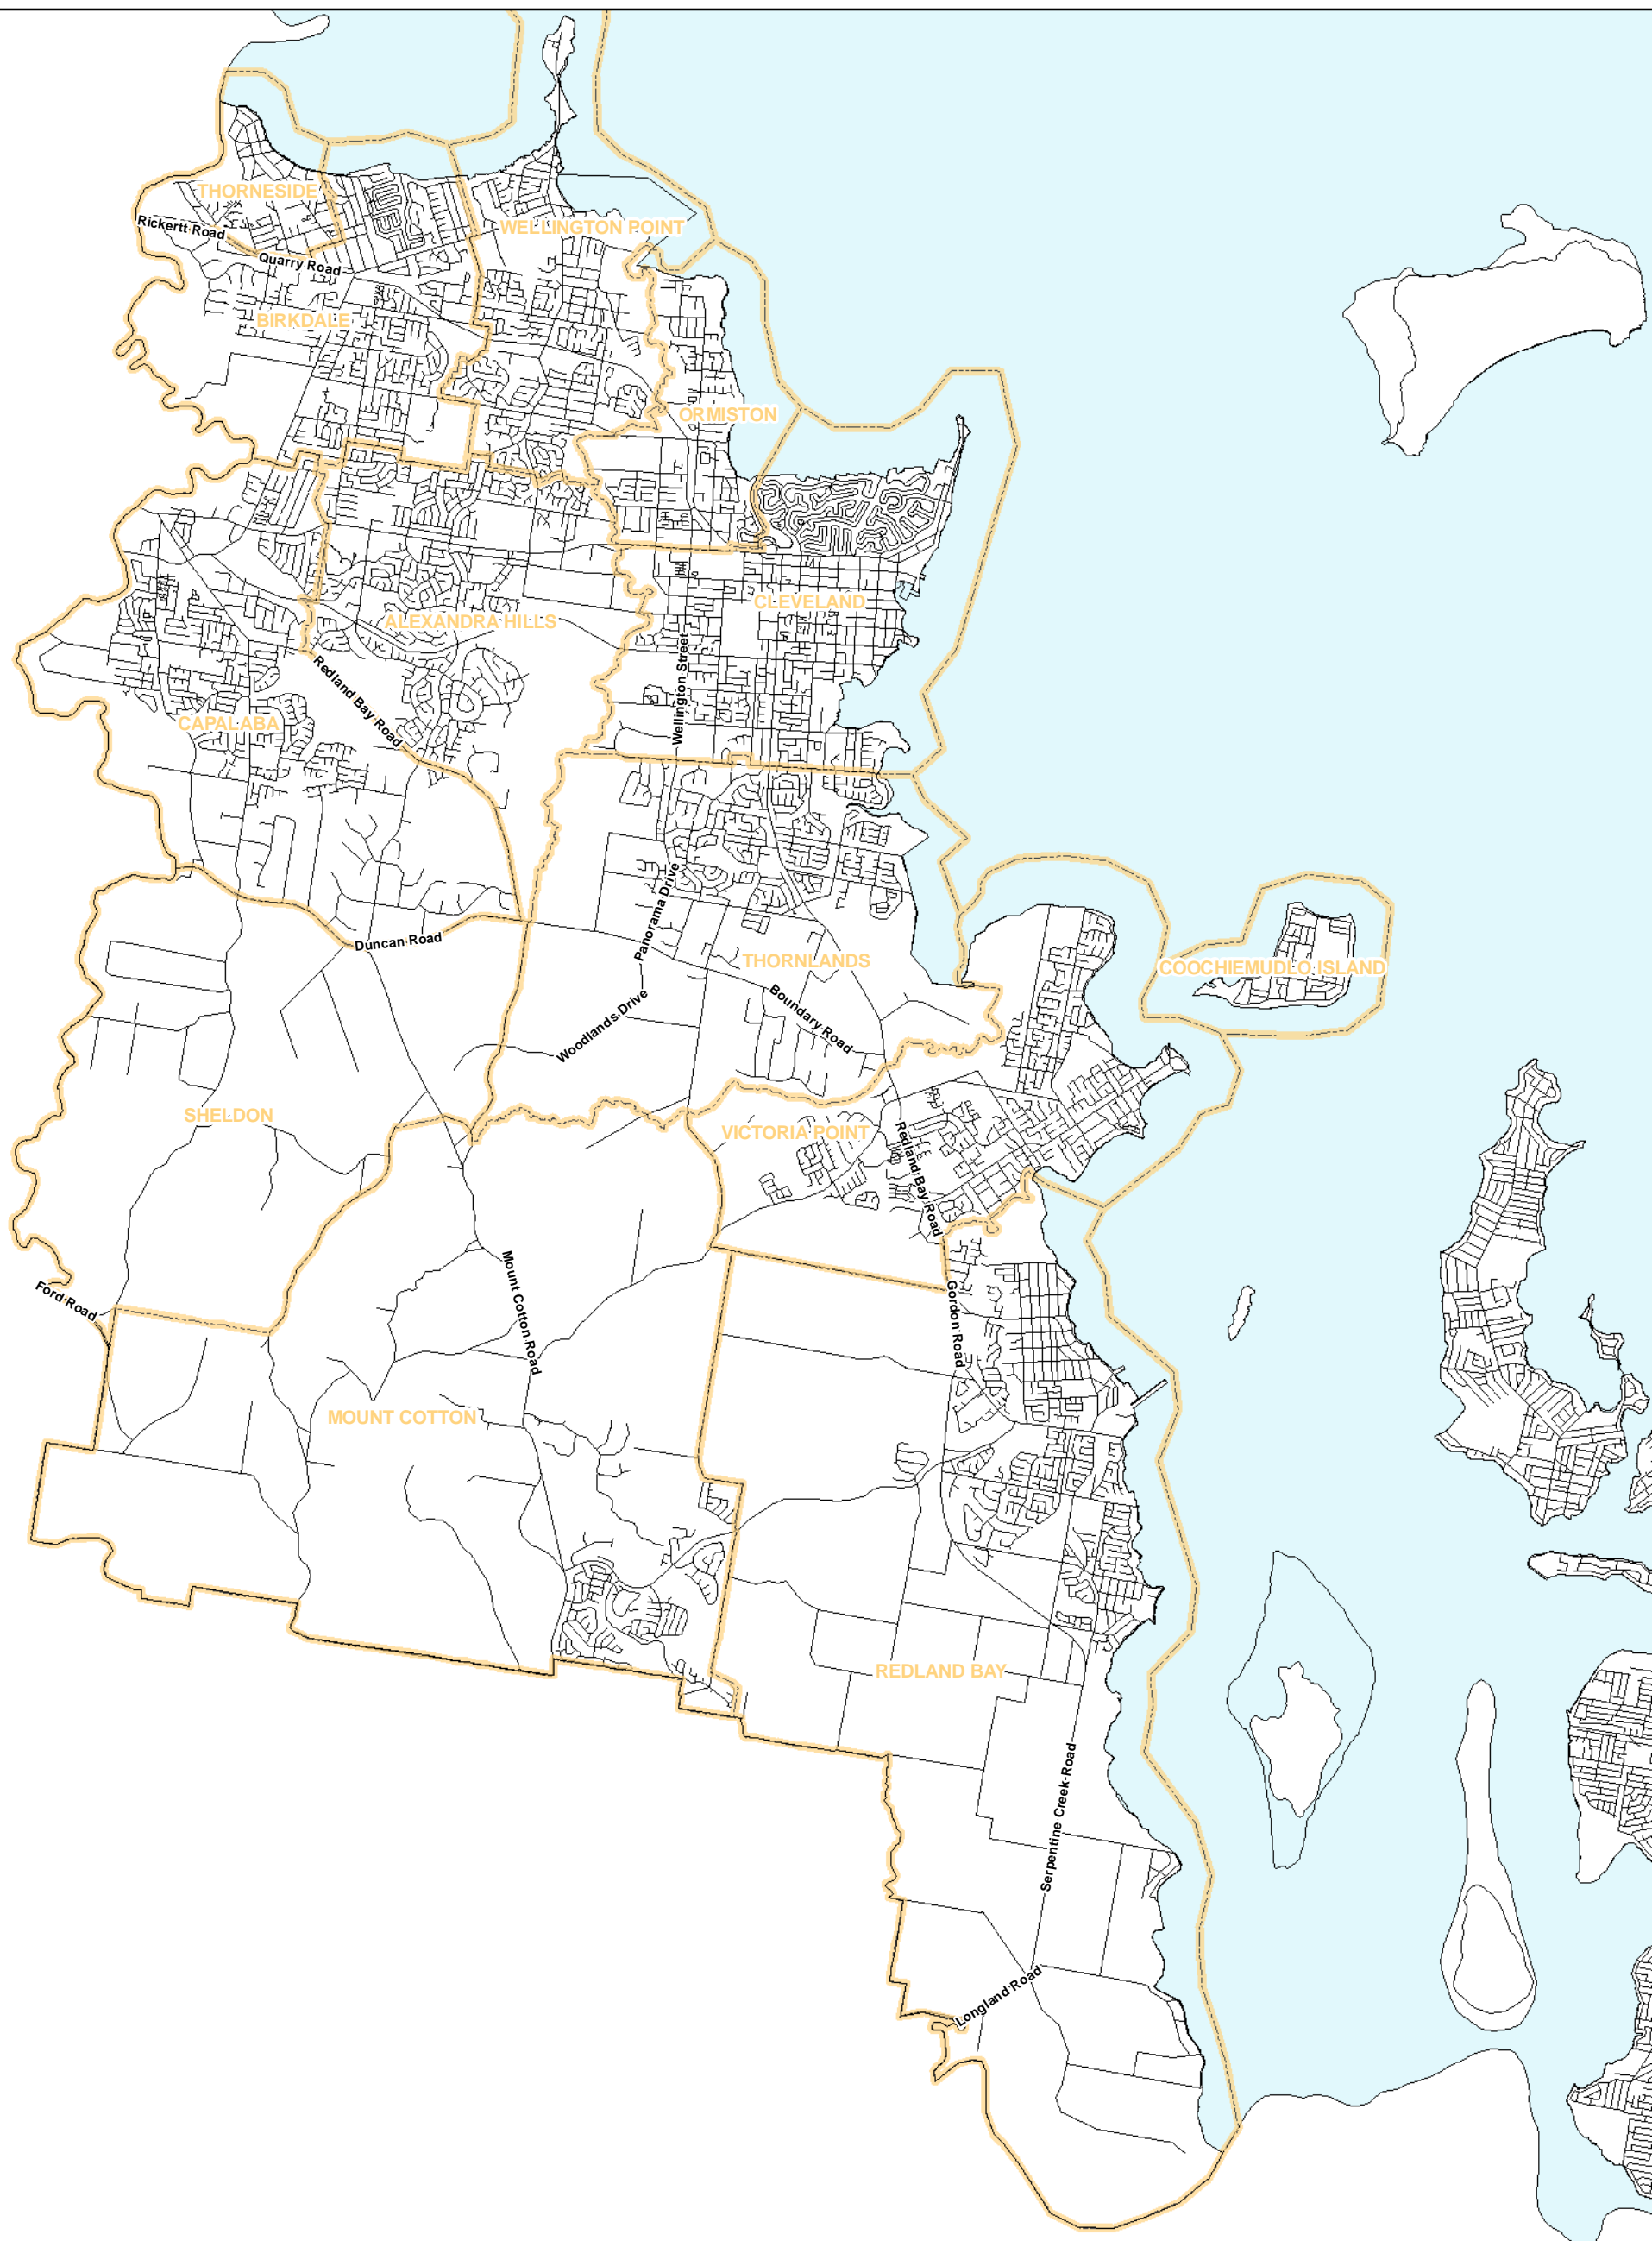 THORNESIDE
WELLINGTON POINT
Rickertt Road
Quarry Road
BIRKDALE
ORMISTON
CLEVELAND
ALEXANDRA HILLS
Wellington Street
Redland Bay Road
CAPALABA
Panorama Drive
Duncan Road
THORNLANDS
COOCHIEMUDLO ISLAND
Boundary Road
Woodlands Drive
SHELDON
VICTORIA POINT
Redland Bay Road
Mount Cotton Road
Ford Road
Gordon Road
MOUNT COTTON
REDLAND BAY
Serpentine Creek Road
Longland Road